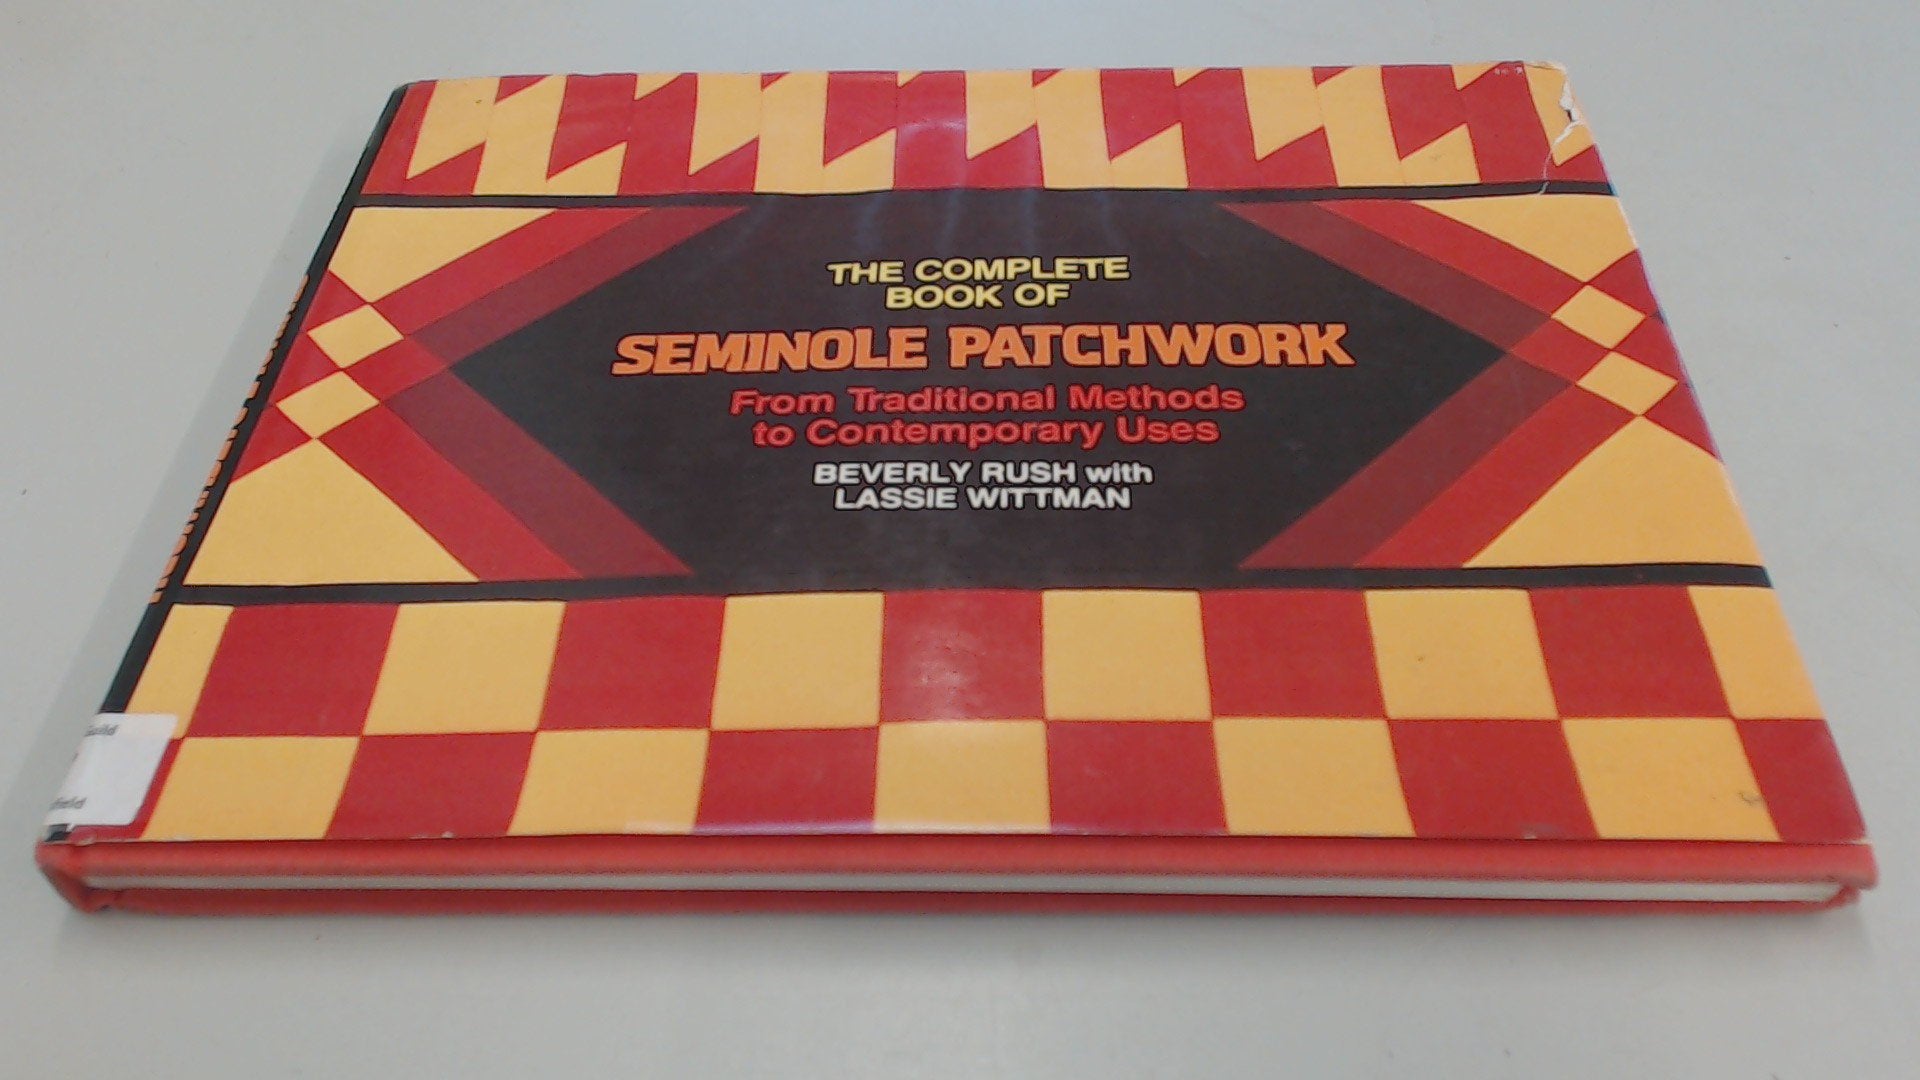 THE COMPLETE
BOOK OF
SEMINOLE PATCHWORK
From Traditional Methods
to Contemporary Uses
BEVERLY RUSH with
LASSIE WITTMAN